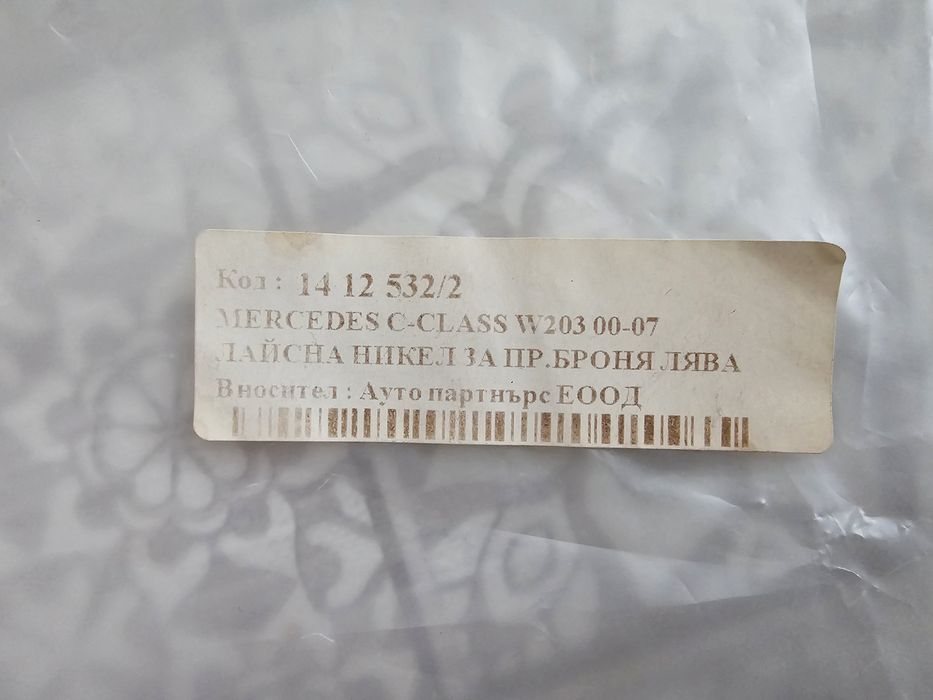 Код : 14 12 532/2
MERCEDES C-CLASS W203 00-07
ЛАЙСНА НИКЕЛ ЗА ПР.БРОНЯ ЛЯВА
Вносител : Ауто партнърс ЕООД